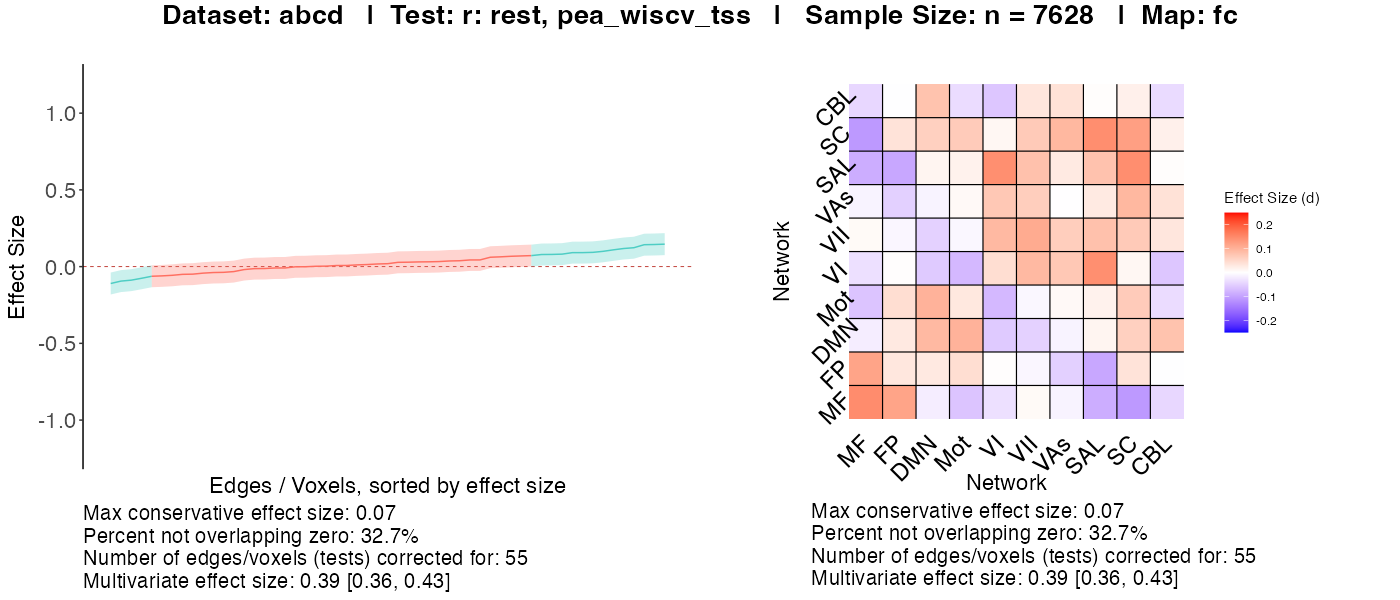 Dataset: abcd | Test: r: rest, pea_wiscv_tss | Sample Size: n = 7628 | Map: fc
Effect Size
1.0
0.5
0.0
-0.5
-1.0
Edges / Voxels, sorted by effect size
Max conservative effect size: 0.07
Percent not overlapping zero: 32.7%
Number of edges/voxels (tests) corrected for: 55
Multivariate effect size: 0.39 [0.36, 0.43]
Network
CBL
SC
SAL
VAs
VII
VI
Mot
DMN
FP
MF
MF
FP
DMN
Mot
VI
VII
VAs
SAL
SC
CBL
Network
Effect Size (d)
0.2
0.1
0.0
-0.1
-0.2
Max conservative effect size: 0.07
Percent not overlapping zero: 32.7%
Number of edges/voxels (tests) corrected for: 55
Multivariate effect size: 0.39 [0.36, 0.43]